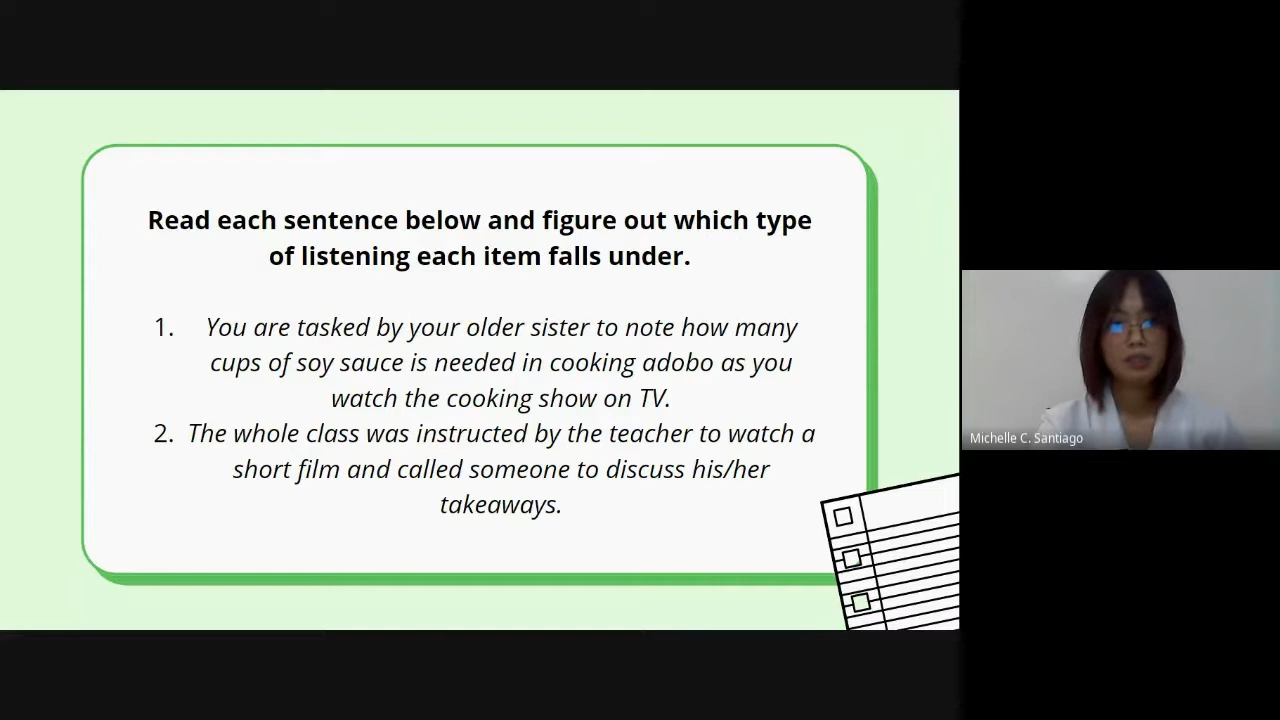 Read each sentence below and figure out which type
of listening each item falls under.
1. You are tasked by your older sister to note how many
cups of soy sauce is needed in cooking adobo as you
watch the cooking show on TV.
2. The whole class was instructed by the teacher to watch a
short film and called someone to discuss his/her
takeaways.
Michelle C. Santiago